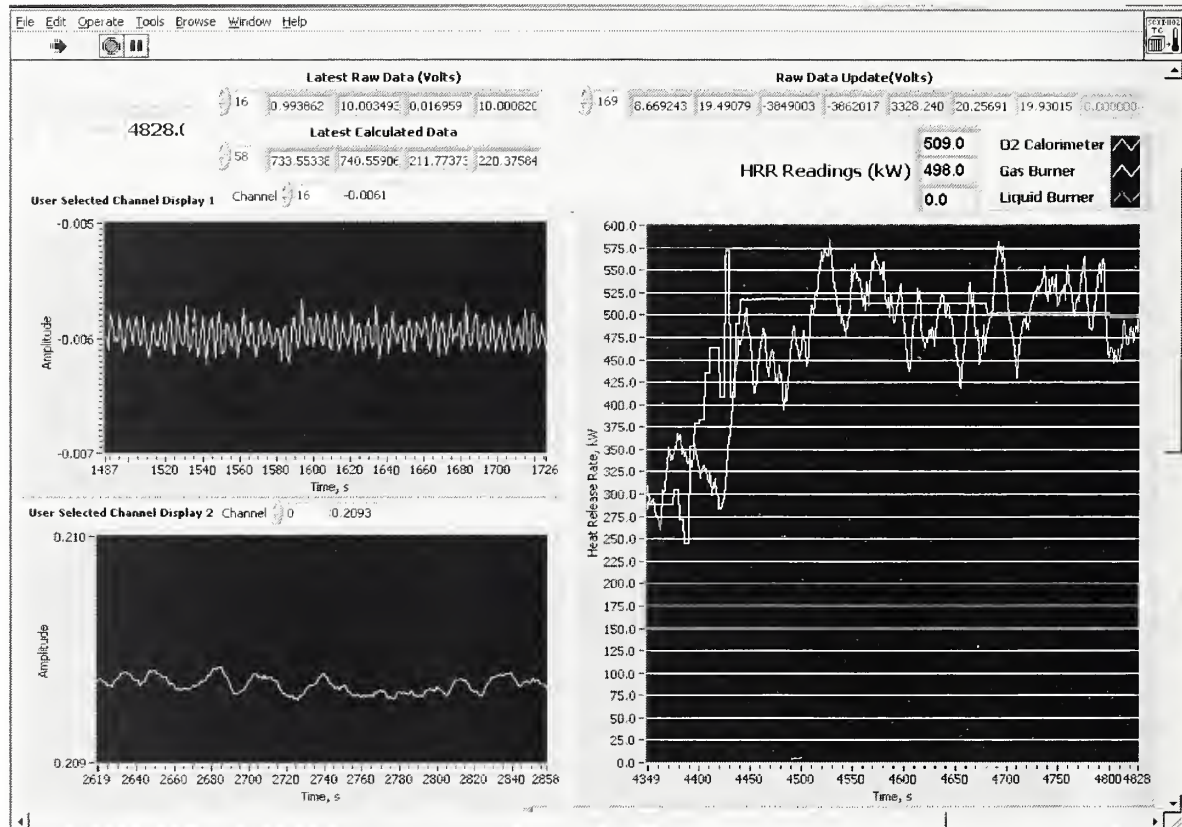 File Edit Operate Tools Browse Window Help
TC
Latest Raw Data (Volts)
16 0.993662 10.003493 0.016959 10.000820
Raw Data Update(Volts)
169 8.669243 19.49079 -3849003 -3862017 3328.240 20.25691 19.93015 0.000000
4828.0
Latest Calculated Data
58 733.55338 740.55906 211.77373 220.37584
HRR Readings (kW)
509.0 O2 Calorimeter
498.0 Gas Burner
0.0 Liquid Burner
User Selected Channel Display 1 Channel 16 -0.0061
-0.005
-0.006
-0.007
Amplitude
1487 1520 1540 1560 1580 1600 1620 1640 1660 1680 1700 1726
Time, s
User Selected Channel Display 2 Channel 0 0.2093
0.210
0.209
Amplitude
2619 2640 2660 2680 2700 2720 2740 2760 2780 2800 2820 2840 2858
Time, s
600.0
575.0
550.0
525.0
500.0
475.0
450.0
425.0
400.0
375.0
350.0
325.0
300.0
275.0
250.0
225.0
200.0
175.0
150.0
125.0
100.0
75.0
50.0
25.0
0.0
Heat Release Rate, kW
4349 4400 4450 4500 4550 4600 4650 4700 4750 4800 4828
Time, s